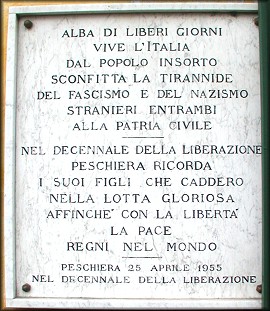 ALBA DI LIBERI GIORNI
VIVE L'ITALIA
DAL POPOLO INSORTO
SCONFITTA LA TIRANNIDE
DEL FASCISMO E DEL NAZISMO
STRANIERI ENTRAMBI
ALLA PATRIA CIVILE
NEL DECENNALE DELLA LIBERAZIONE
PESCHIERA RICORDA
I SUOI FIGLI CHE CADDERO
NELLA LOTTA GLORIOSA
AFFINCHE' CON LA LIBERTA'
LA PACE
REGNI NEL MONDO
PESCHIERA 25 APRILE 1955
NEL DECENNALE DELLA LIBERAZIONE